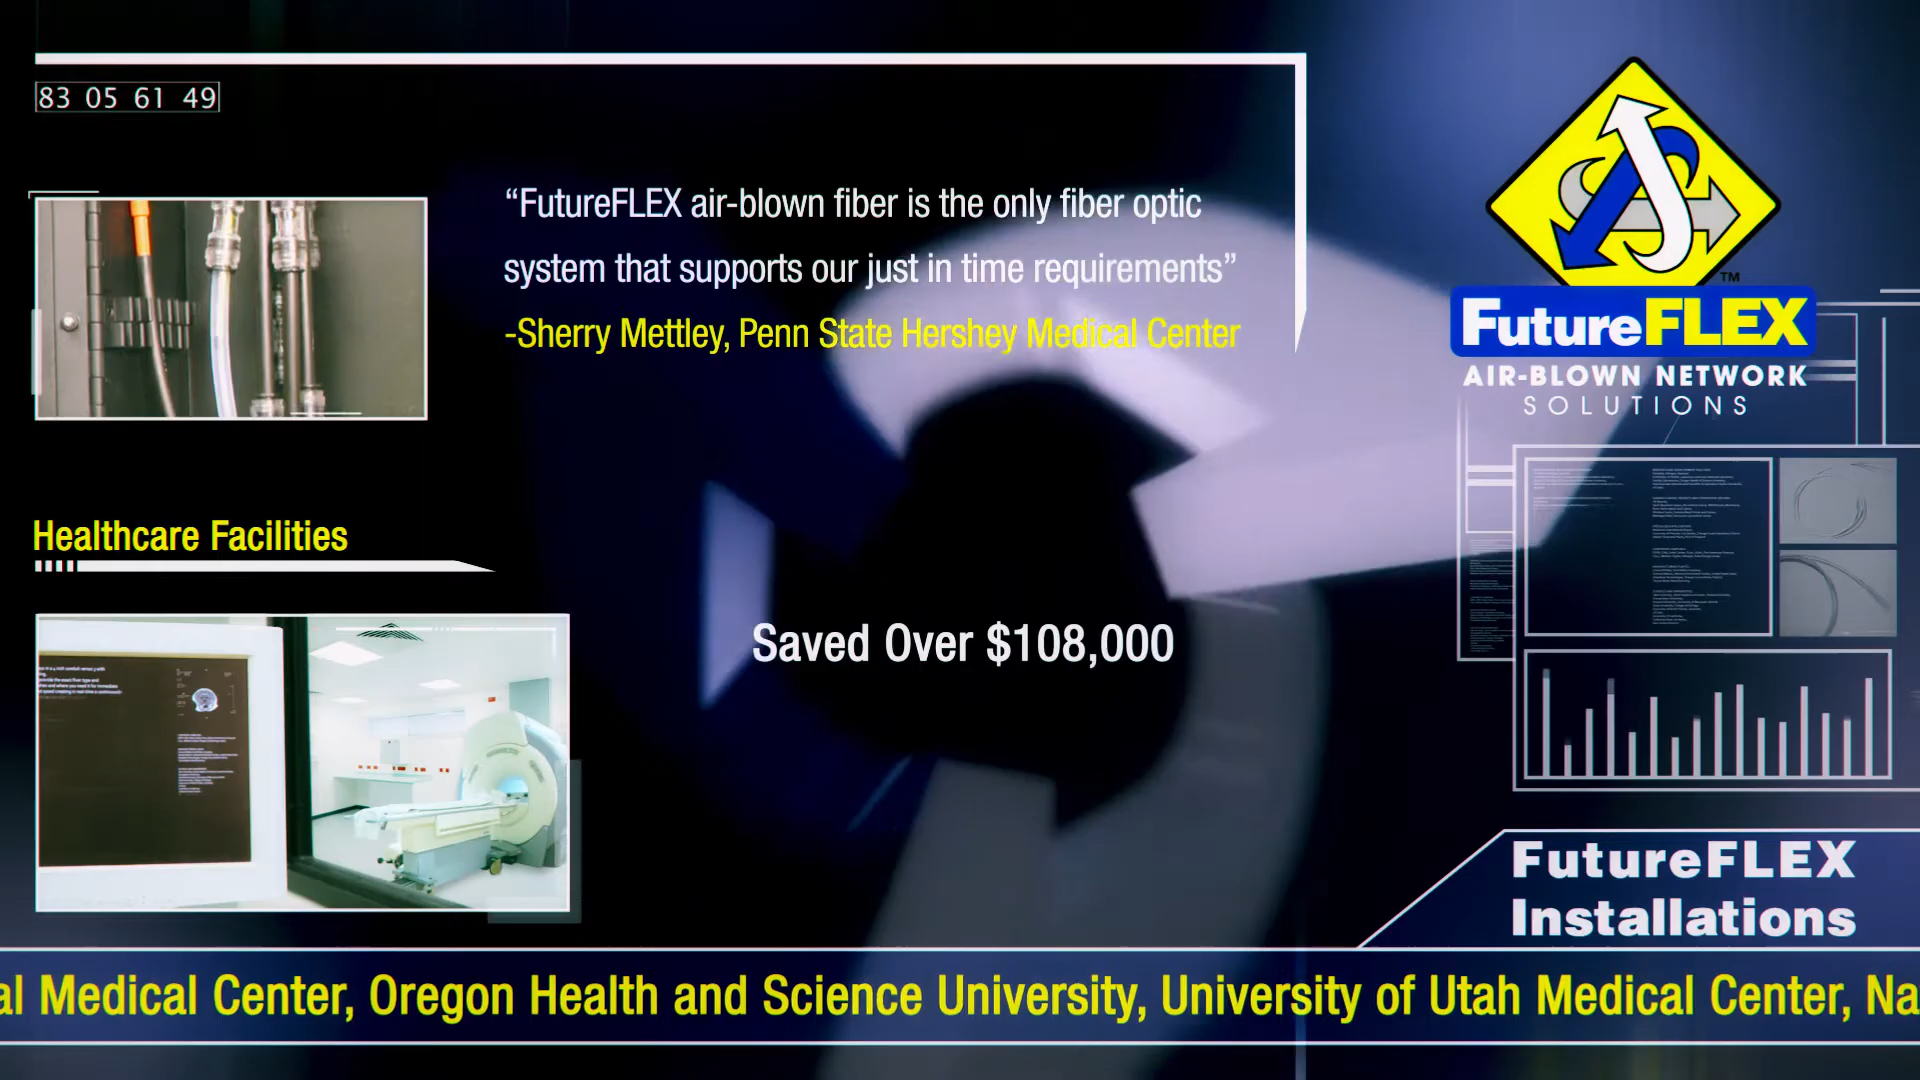 83 05 61 49
“FutureFLEX air-blown fiber is the only fiber optic
system that supports our just in time requirements”
-Sherry Mettley, Penn State Hershey Medical Center
TM
FutureFLEX
AIR-BLOWN NETWORK
SOLUTIONS
Healthcare Facilities
Saved Over $108,000
FutureFLEX
Installations
al Medical Center, Oregon Health and Science University, University of Utah Medical Center, Na